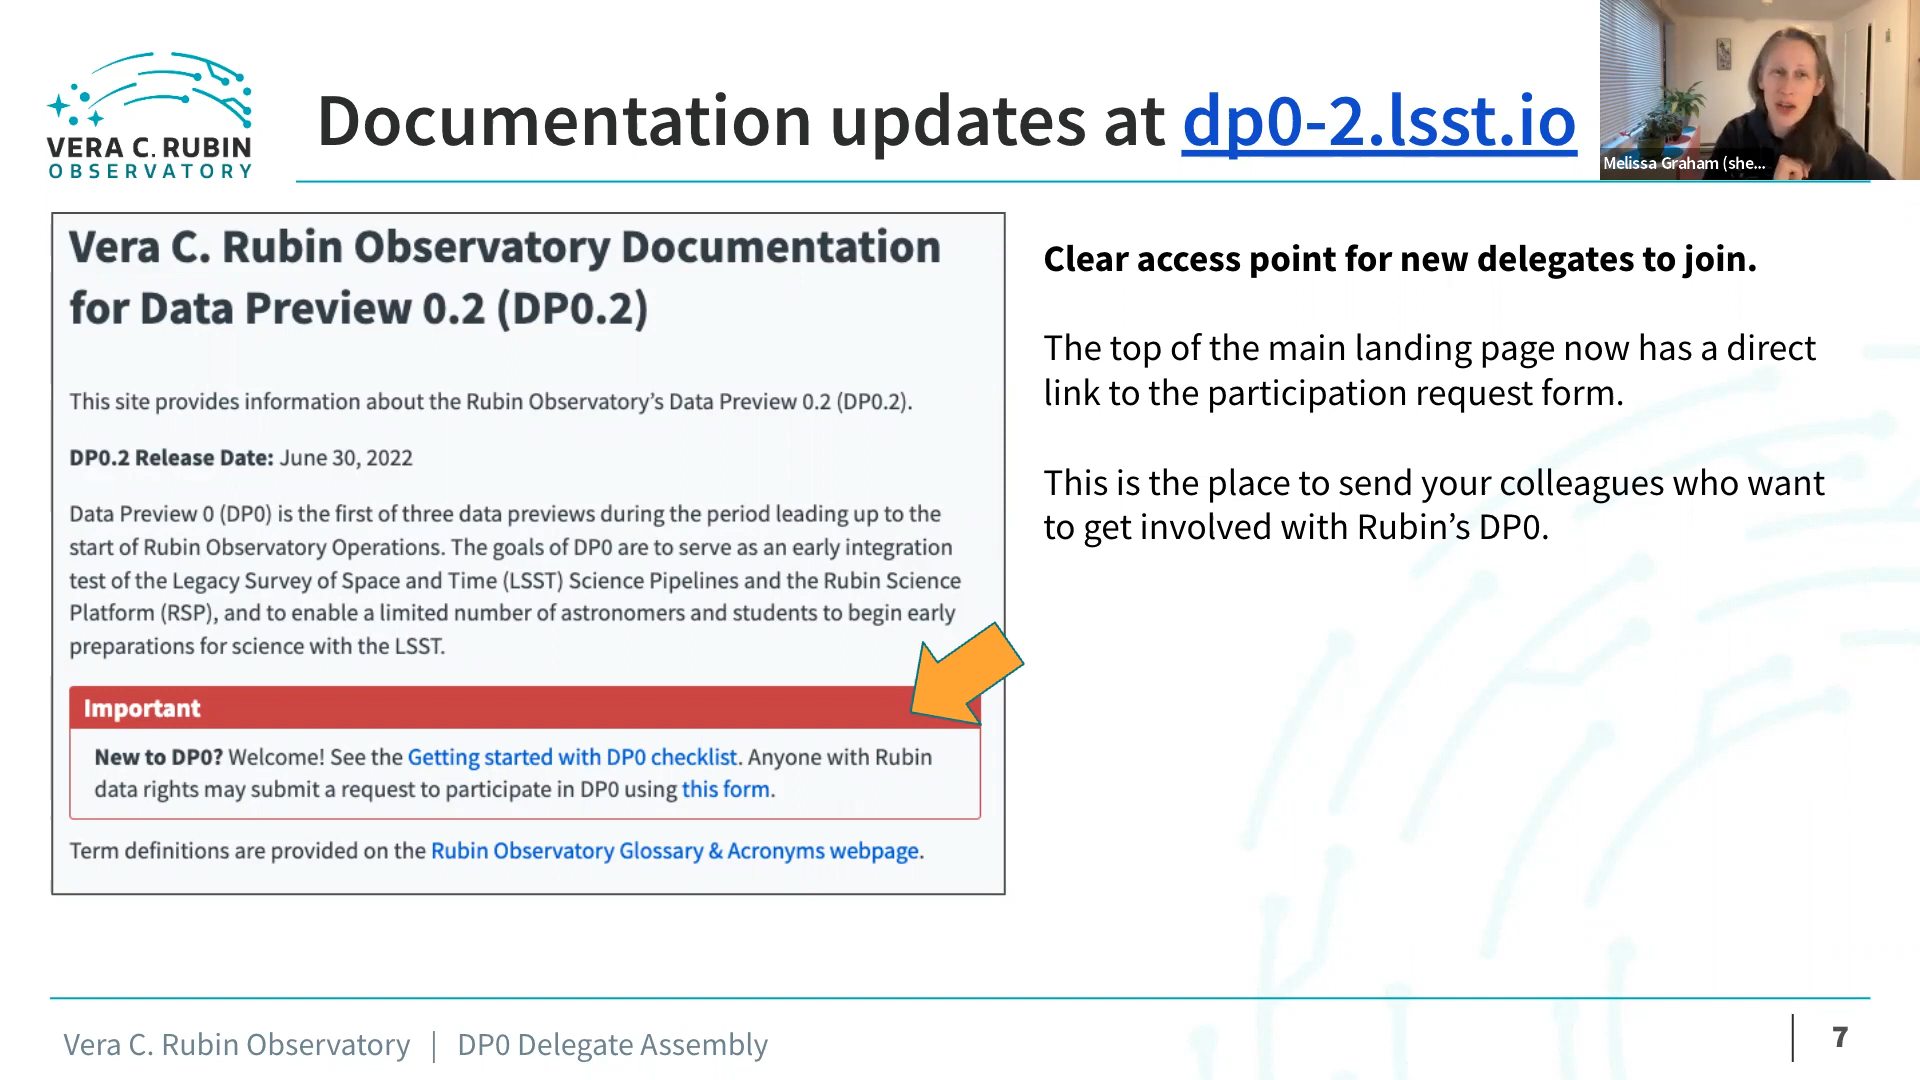 VERA C. RUBIN
OBSERVATORY
Documentation updates at dp0-2.lsst.io
Melissa Graham (she...
Vera C. Rubin Observatory Documentation
for Data Preview 0.2 (DP0.2)
This site provides information about the Rubin Observatory’s Data Preview 0.2 (DP0.2).
DP0.2 Release Date: June 30, 2022
Data Preview 0 (DP0) is the first of three data previews during the period leading up to the
start of Rubin Observatory Operations. The goals of DP0 are to serve as an early integration
test of the Legacy Survey of Space and Time (LSST) Science Pipelines and the Rubin Science
Platform (RSP), and to enable a limited number of astronomers and students to begin early
preparations for science with the LSST.
Important
New to DP0? Welcome! See the Getting started with DP0 checklist. Anyone with Rubin
data rights may submit a request to participate in DP0 using this form.
Term definitions are provided on the Rubin Observatory Glossary & Acronyms webpage.
Clear access point for new delegates to join.
The top of the main landing page now has a direct
link to the participation request form.
This is the place to send your colleagues who want
to get involved with Rubin’s DP0.
Vera C. Rubin Observatory | DP0 Delegate Assembly
7